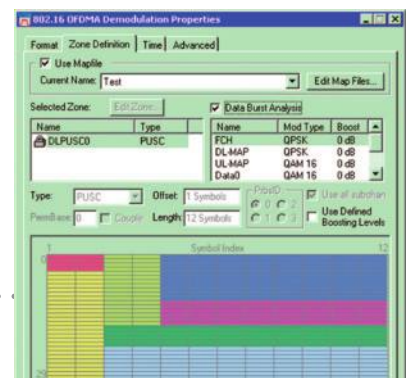 802.16 OFDMA Demodulation Properties
Format Zone Definition Time Advanced
Use Mapfile
Current Name: Test Edit Map Files...
Selected Zone: Edit Zone... Data Burst Analysis
Name Type Name Mod Type Boost
DLPUSC0 PUSC FCH QPSK 0 dB
DL-MAP QPSK 0 dB
UL-MAP QAM 16 0 dB
Data0 QAM 16 0 dB
Type: PUSC Offset: 1 Symbols PrbsID Use all subchan
PermBase: 0 Couple Length: 12 Symbols 0 2 1 3 Use Defined
Boosting Levels
1 Symbol Index 12
0
29